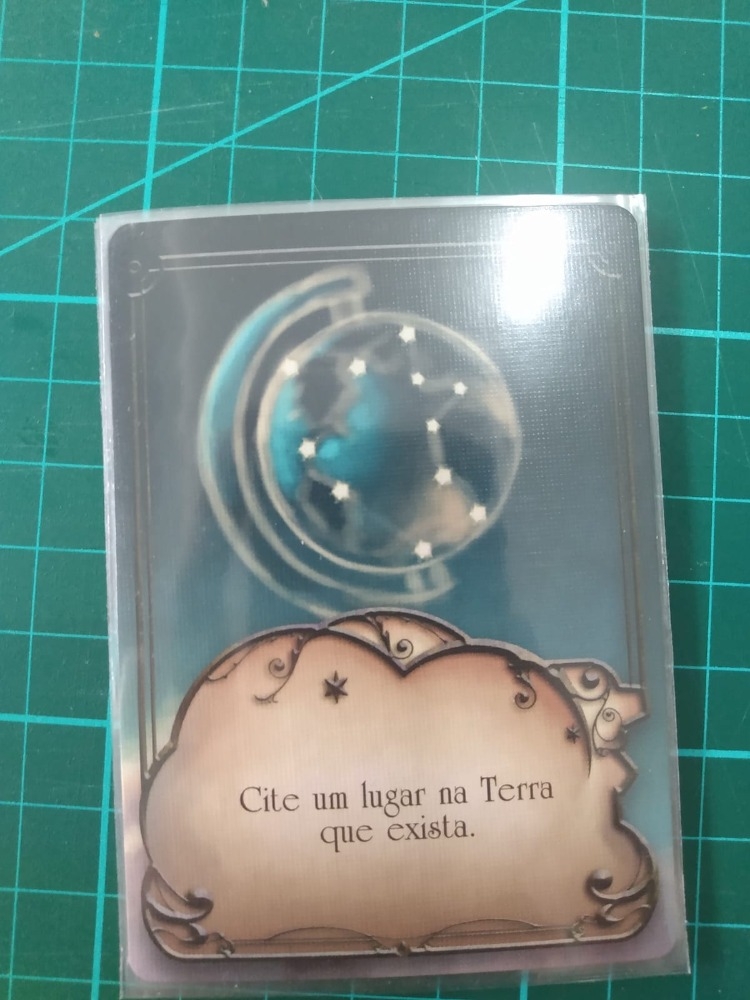 Cite um lugar na Terra
que exista.